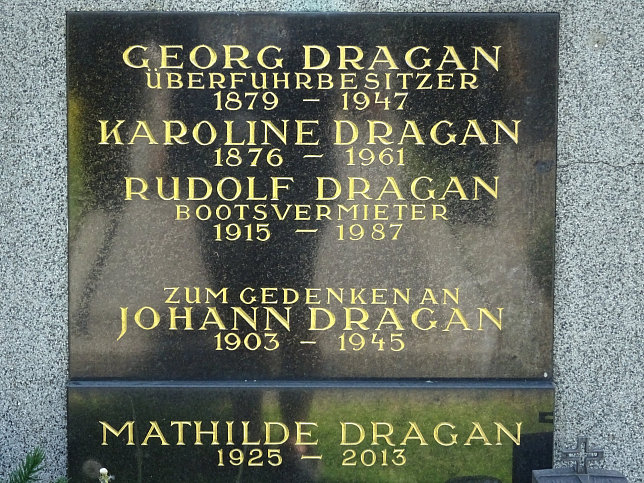 GEORG DRAGAN
ÜBERFUHRBESITZER
1879 – 1947
KAROLINE DRAGAN
1876 – 1961
RUDOLF DRAGAN
BOOTSVERMIETER
1915 – 1987
ZUM GEDENKEN AN
JOHANN DRAGAN
1903 – 1945
MATHILDE DRAGAN
1925 – 2013